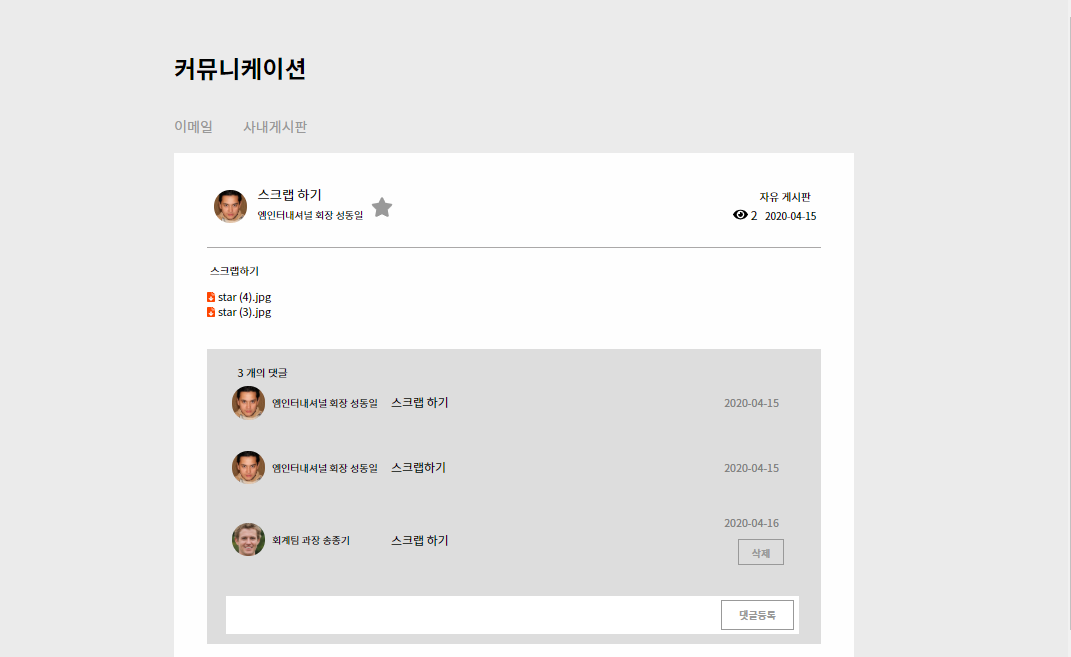 커뮤니케이션
이메일 사내게시판
스크랩 하기
엠인터내셔널 회장 성동일
자유 게시판
2 2020-04-15
스크랩하기
star (4).jpg
star (3).jpg
3 개의 댓글
엠인터내셔널 회장 성동일 스크랩 하기 2020-04-15
엠인터내셔널 회장 성동일 스크랩하기 2020-04-15
회계팀 과장 송종기 스크랩 하기 2020-04-16
삭제
댓글등록